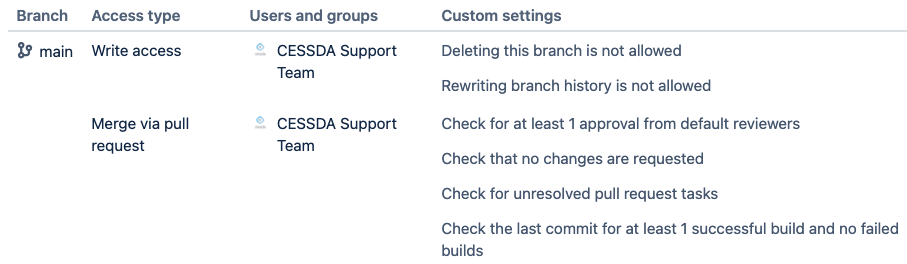 Branch Access type Users and groups Custom settings
main Write access CESSDA Support Team Deleting this branch is not allowed
Rewriting branch history is not allowed
Merge via pull request CESSDA Support Team Check for at least 1 approval from default reviewers
Check that no changes are requested
Check for unresolved pull request tasks
Check the last commit for at least 1 successful build and no failed
builds